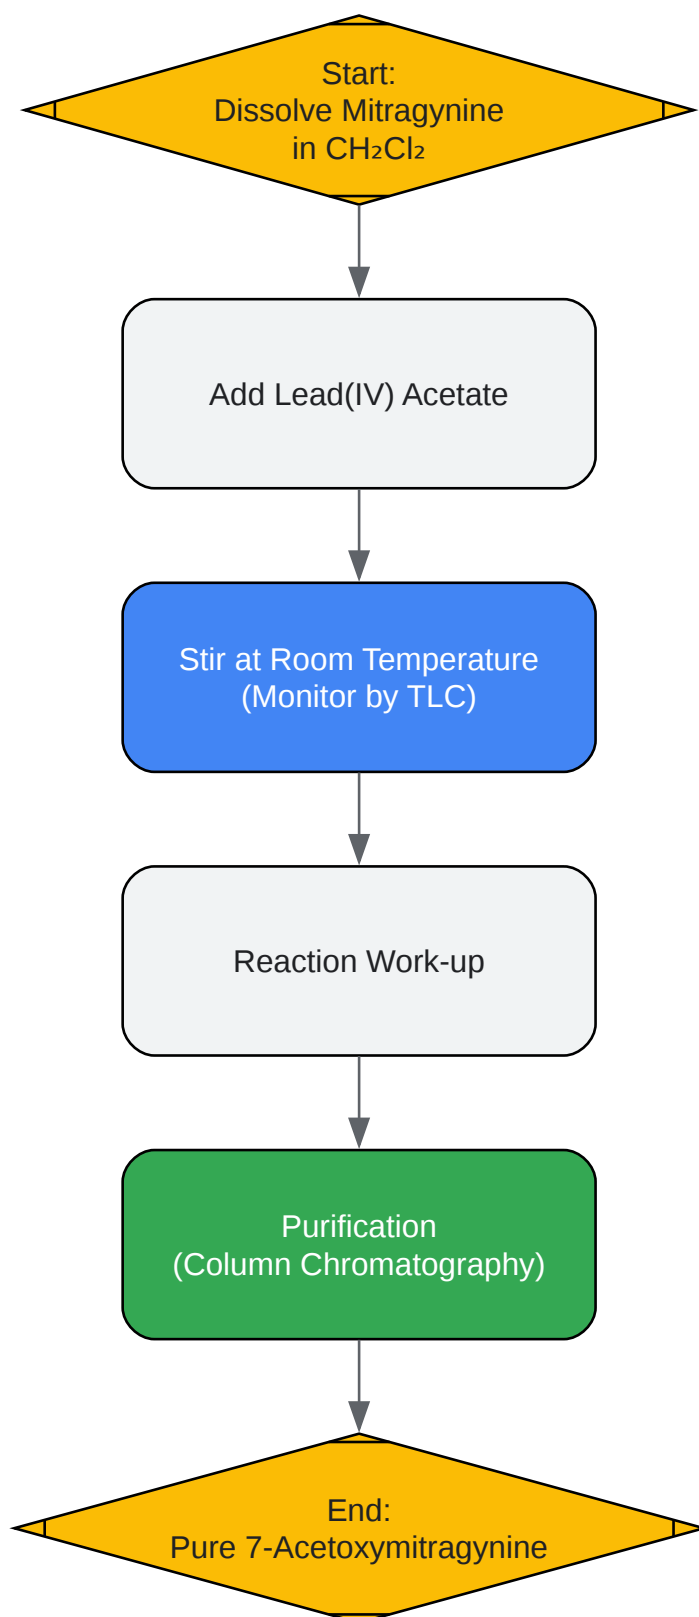 Start:
Dissolve Mitragynine
in CH₂Cl₂
Add Lead(IV) Acetate
Stir at Room Temperature
(Monitor by TLC)
Reaction Work-up
Purification
(Column Chromatography)
End:
Pure 7-Acetoxymitragynine